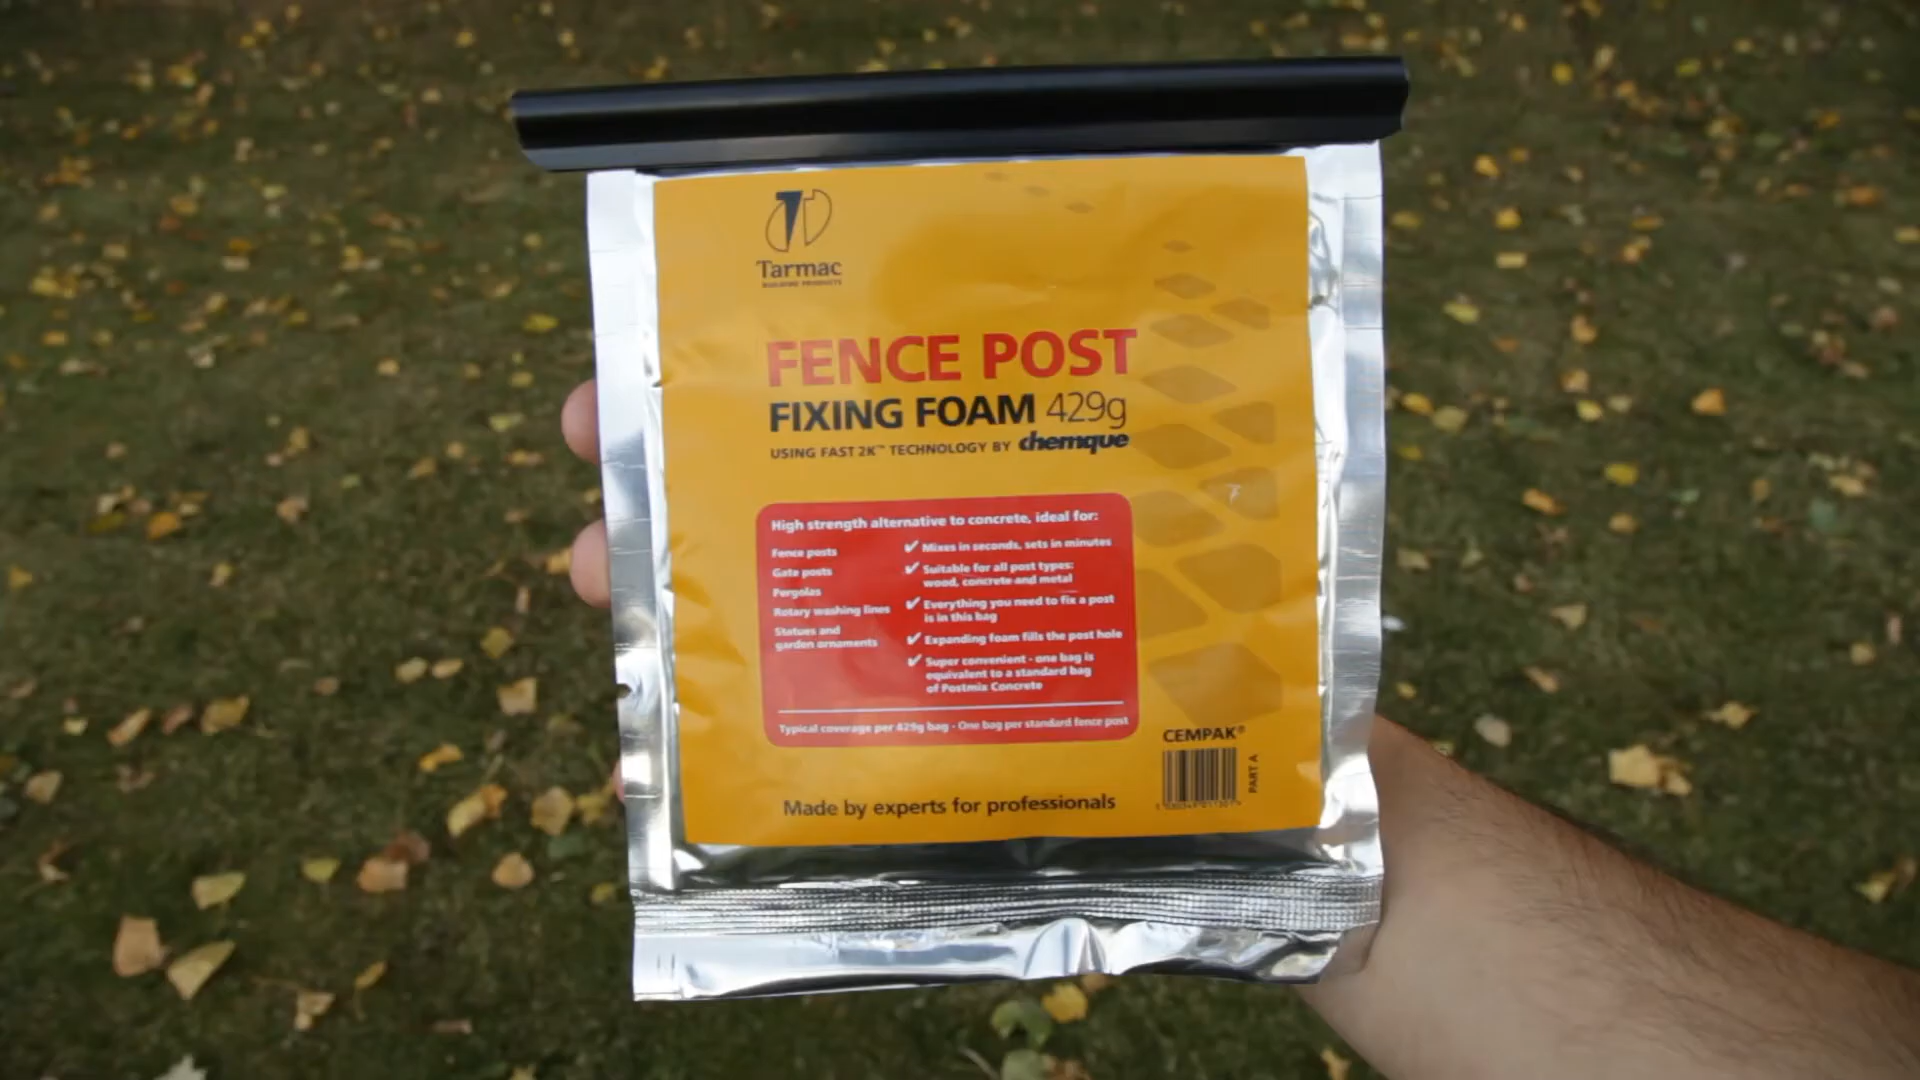 Tarmac
BUILDING PRODUCTS
FENCE POST
FIXING FOAM 429g
USING FAST 2K™ TECHNOLOGY BY chemque
High strength alternative to concrete, ideal for:
Fence posts
Gate posts
Pergolas
Rotary washing lines
Statues and
garden ornaments
✔ Mixes in seconds, sets in minutes
✔ Suitable for all post types:
wood, concrete and metal
✔ Everything you need to fix a post
is in this bag
✔ Expanding foam fills the post hole
✔ Super convenient - one bag is
equivalent to a standard bag
of Postmix Concrete
Typical coverage per 429g bag - One bag per standard fence post
CEMPAK®
PART A
Made by experts for professionals